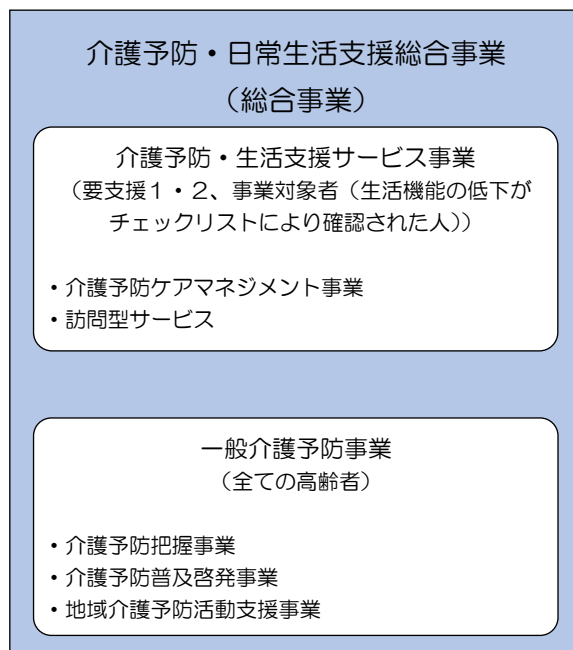 介護予防・日常生活支援総合事業
（総合事業）
介護予防・生活支援サービス事業
（要支援１・２、事業対象者（生活機能の低下が
チェックリストにより確認された人））
・介護予防ケアマネジメント事業
・訪問型サービス
一般介護予防事業
（全ての高齢者）
・介護予防把握事業
・介護予防普及啓発事業
・地域介護予防活動支援事業